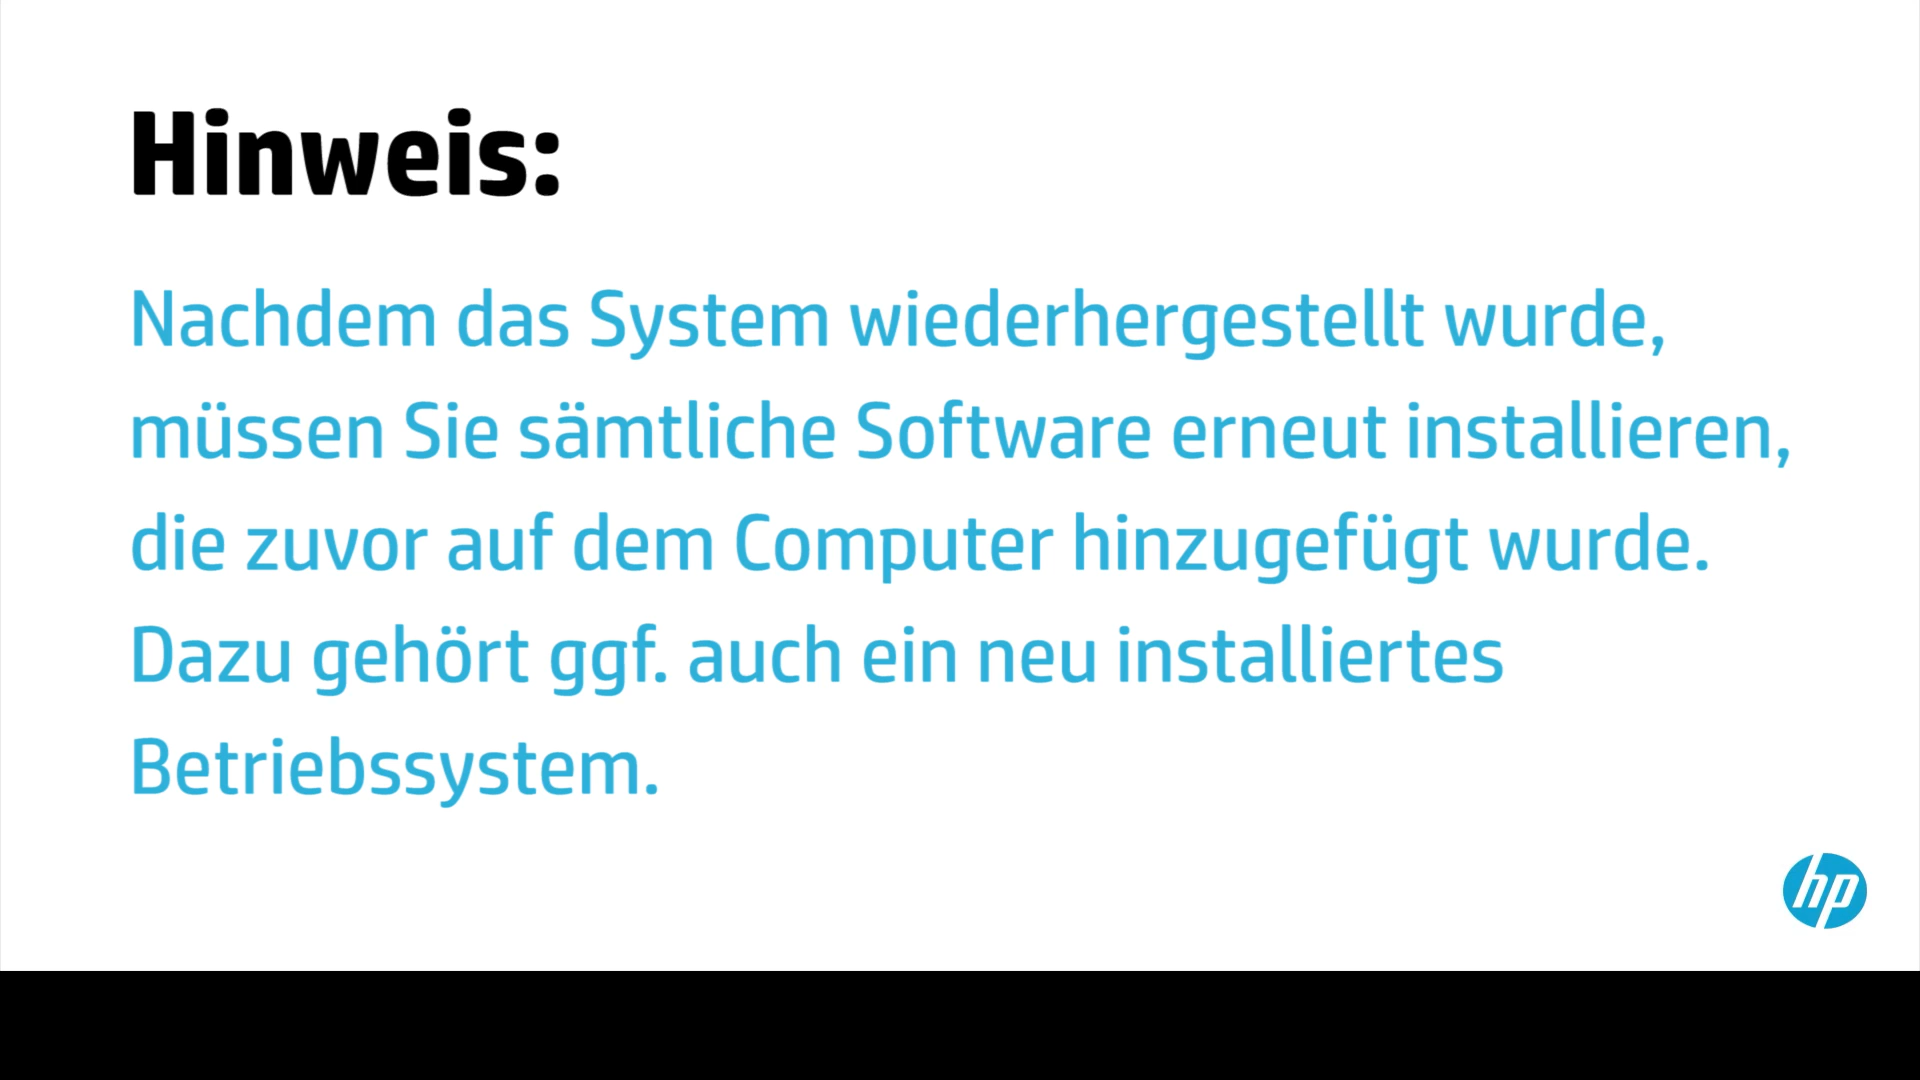 Hinweis:
Nachdem das System wiederhergestellt wurde,
müssen Sie sämtliche Software erneut installieren,
die zuvor auf dem Computer hinzugefügt wurde.
Dazu gehört ggf. auch ein neu installiertes
Betriebssystem.
hp